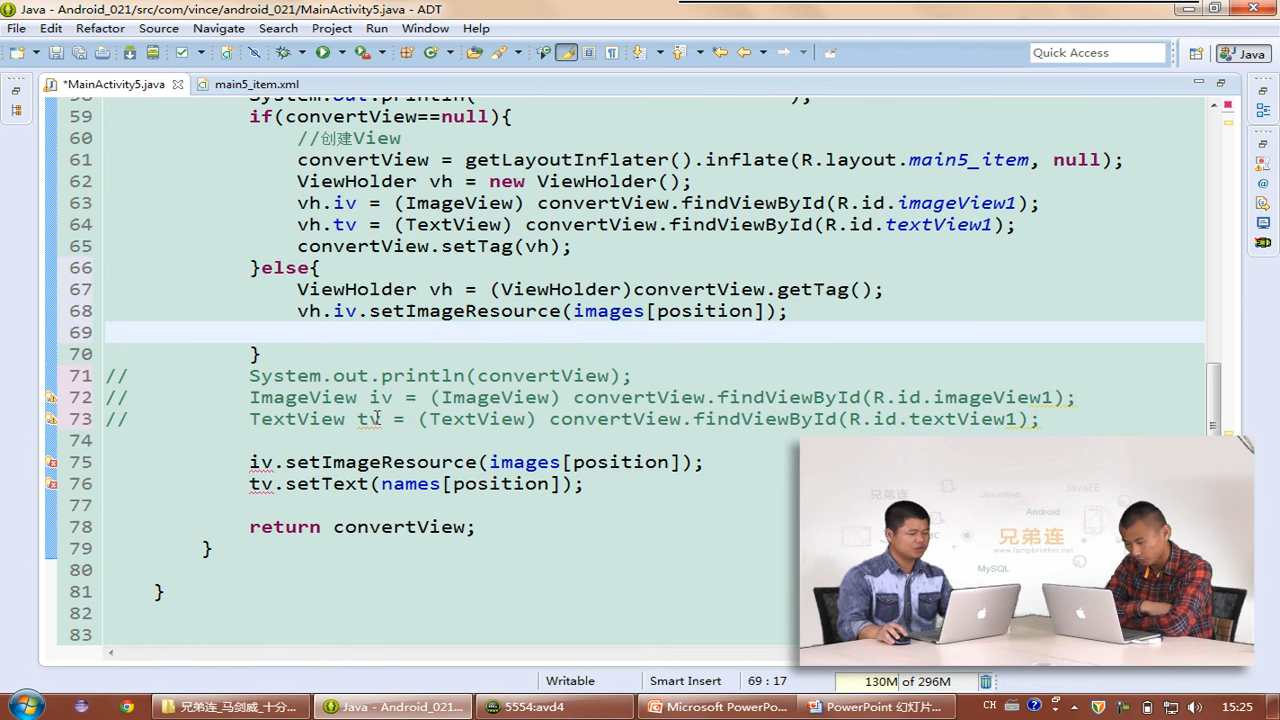 Java - Android_021/src/com/vince/android_021/MainActivity5.java - ADT
File Edit Refactor Source Navigate Search Project Run Window Help
Quick Access
Java
*MainActivity5.java
main5_item.xml
59 if(convertView==null){
60 //创建View
61 convertView = getLayoutInflater().inflate(R.layout.main5_item, null);
62 ViewHolder vh = new ViewHolder();
63 vh.iv = (ImageView) convertView.findViewById(R.id.imageView1);
64 vh.tv = (TextView) convertView.findViewById(R.id.textView1);
65 convertView.setTag(vh);
66 }else{
67 ViewHolder vh = (ViewHolder)convertView.getTag();
68 vh.iv.setImageResource(images[position]);
69
70 }
71 // System.out.println(convertView);
72 // ImageView iv = (ImageView) convertView.findViewById(R.id.imageView1);
73 // TextView tv = (TextView) convertView.findViewById(R.id.textView1);
74
75 iv.setImageResource(images[position]);
76 tv.setText(names[position]);
77
78 return convertView;
79 }
80
81 }
82
83
兄弟连
JavaWeb
JavaEE
Android
兄弟连
www.lampbrother.net
MySQL
Writable
Smart Insert
69 : 17
130M of 296M
兄弟连_马剑威_十分...
Java - Android_021...
5554:avd4
Microsoft PowerPo...
PowerPoint 幻灯片...
CH
15:25